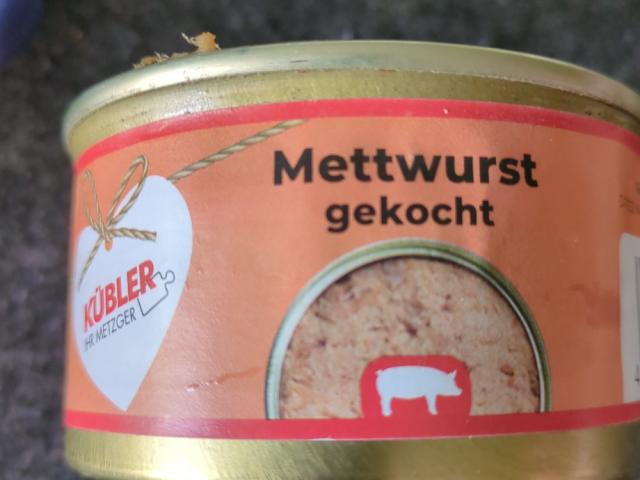 Mettwurst
gekocht
KÜBLER
IHR METZGER